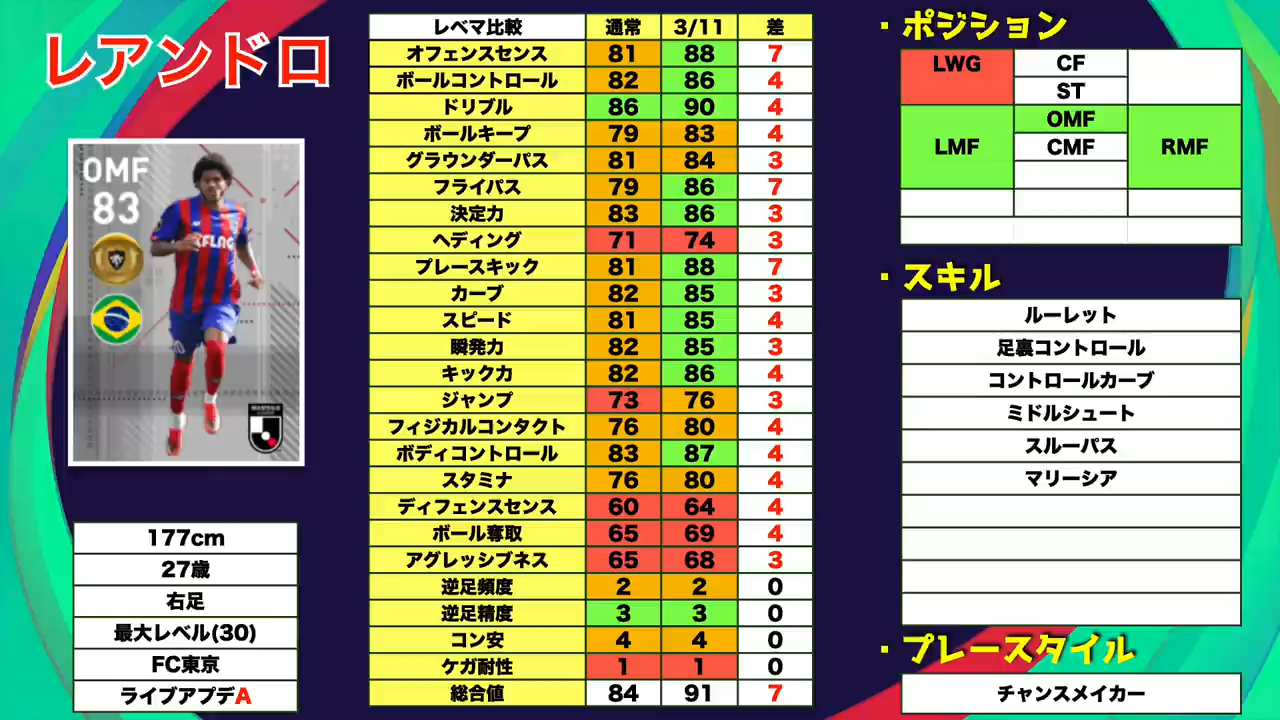 レアンドロ
OMF
83
177cm
27歳
右足
最大レベル(30)
FC東京
ライブアプデA
レベマ比較 通常 3/11 差
オフェンスセンス 81 88 7
ボールコントロール 82 86 4
ドリブル 86 90 4
ボールキープ 79 83 4
グラウンダーパス 81 84 3
フライパス 79 86 7
決定力 83 86 3
ヘディング 71 74 3
プレースキック 81 88 7
カーブ 82 85 3
スピード 81 85 4
瞬発力 82 85 3
キック力 82 86 4
ジャンプ 73 76 3
フィジカルコンタクト 76 80 4
ボディコントロール 83 87 4
スタミナ 76 80 4
ディフェンスセンス 60 64 4
ボール奪取 65 69 4
アグレッシブネス 65 68 3
逆足頻度 2 2 0
逆足精度 3 3 0
コン安 4 4 0
ケガ耐性 1 1 0
総合値 84 91 7
・ポジション
LWG CF
ST
OMF
LMF CMF RMF
・スキル
ルーレット
足裏コントロール
コントロールカーブ
ミドルシュート
スルーパス
マリーシア
・プレースタイル
チャンスメイカー